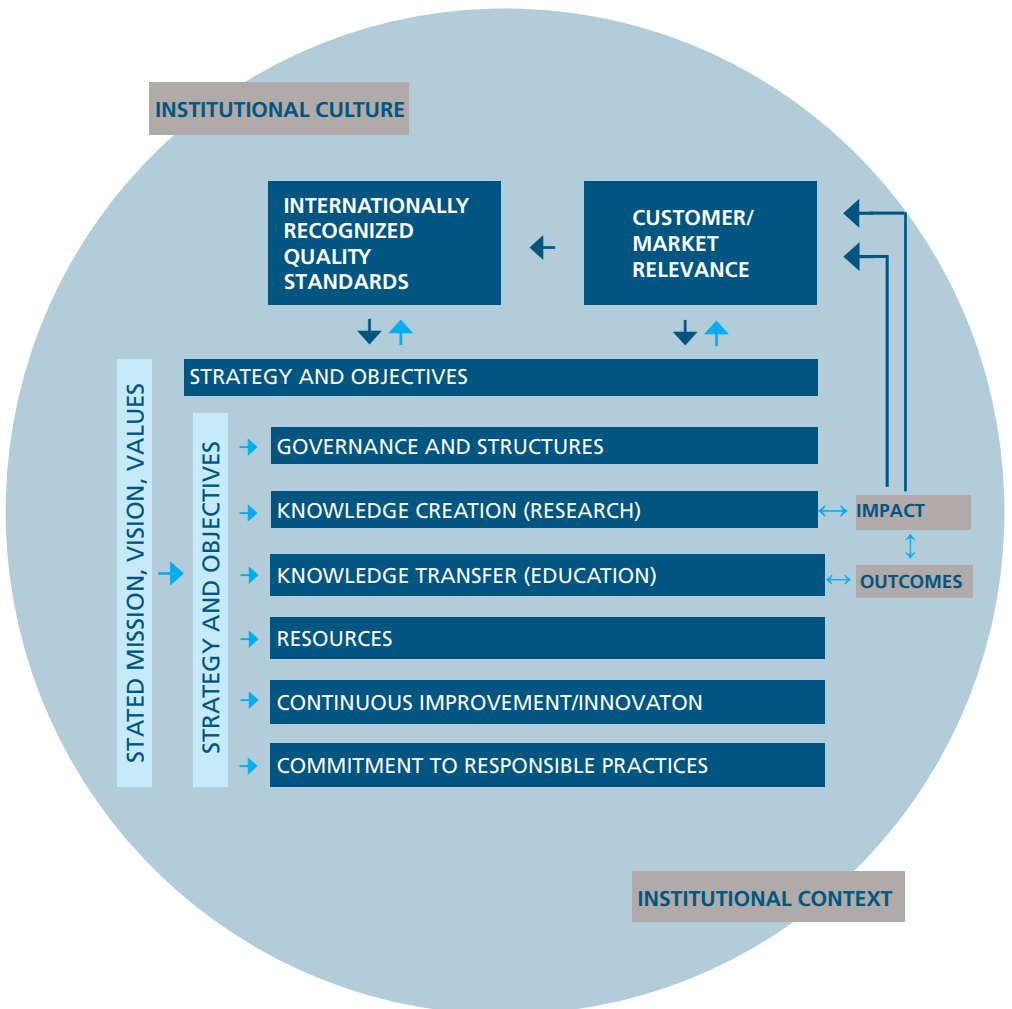 INSTITUTIONAL CULTURE
INTERNATIONALLY
RECOGNIZED
QUALITY
STANDARDS
CUSTOMER/
MARKET
RELEVANCE
STRATEGY AND OBJECTIVES
STATED MISSION, VISION, VALUES
STRATEGY AND OBJECTIVES
GOVERNANCE AND STRUCTURES
KNOWLEDGE CREATION (RESEARCH)
IMPACT
KNOWLEDGE TRANSFER (EDUCATION)
OUTCOMES
RESOURCES
CONTINUOUS IMPROVEMENT/INNOVATON
COMMITMENT TO RESPONSIBLE PRACTICES
INSTITUTIONAL CONTEXT